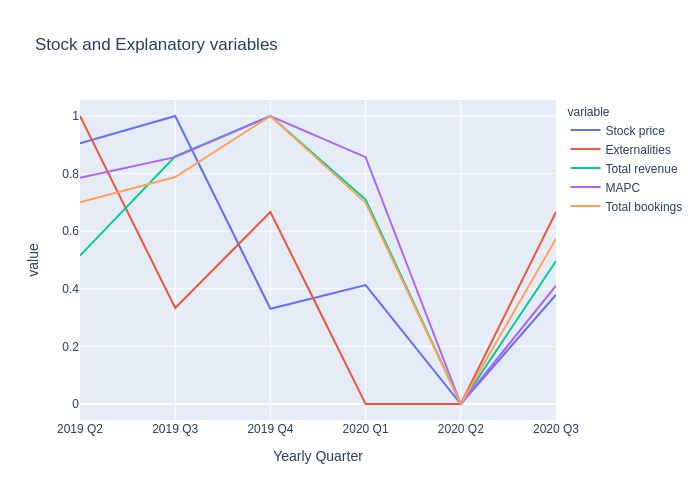 Stock and Explanatory variables
variable
Stock price
Externalities
Total revenue
MAPC
Total bookings
value
1
0.8
0.6
0.4
0.2
0
2019 Q2
2019 Q3
2019 Q4
2020 Q1
2020 Q2
2020 Q3
Yearly Quarter